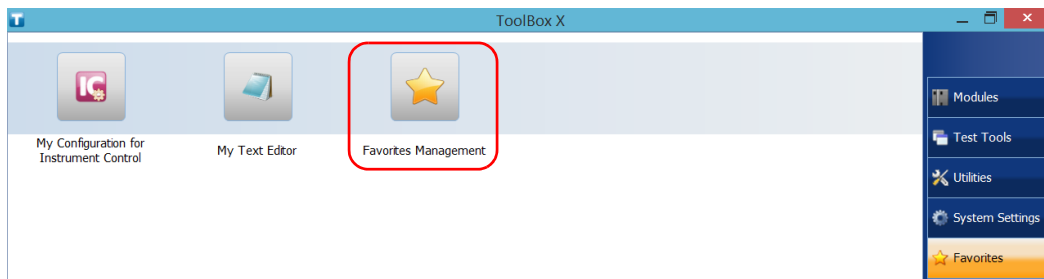 ToolBox X
My Configuration for
Instrument Control
My Text Editor
Favorites Management
Modules
Test Tools
Utilities
System Settings
Favorites